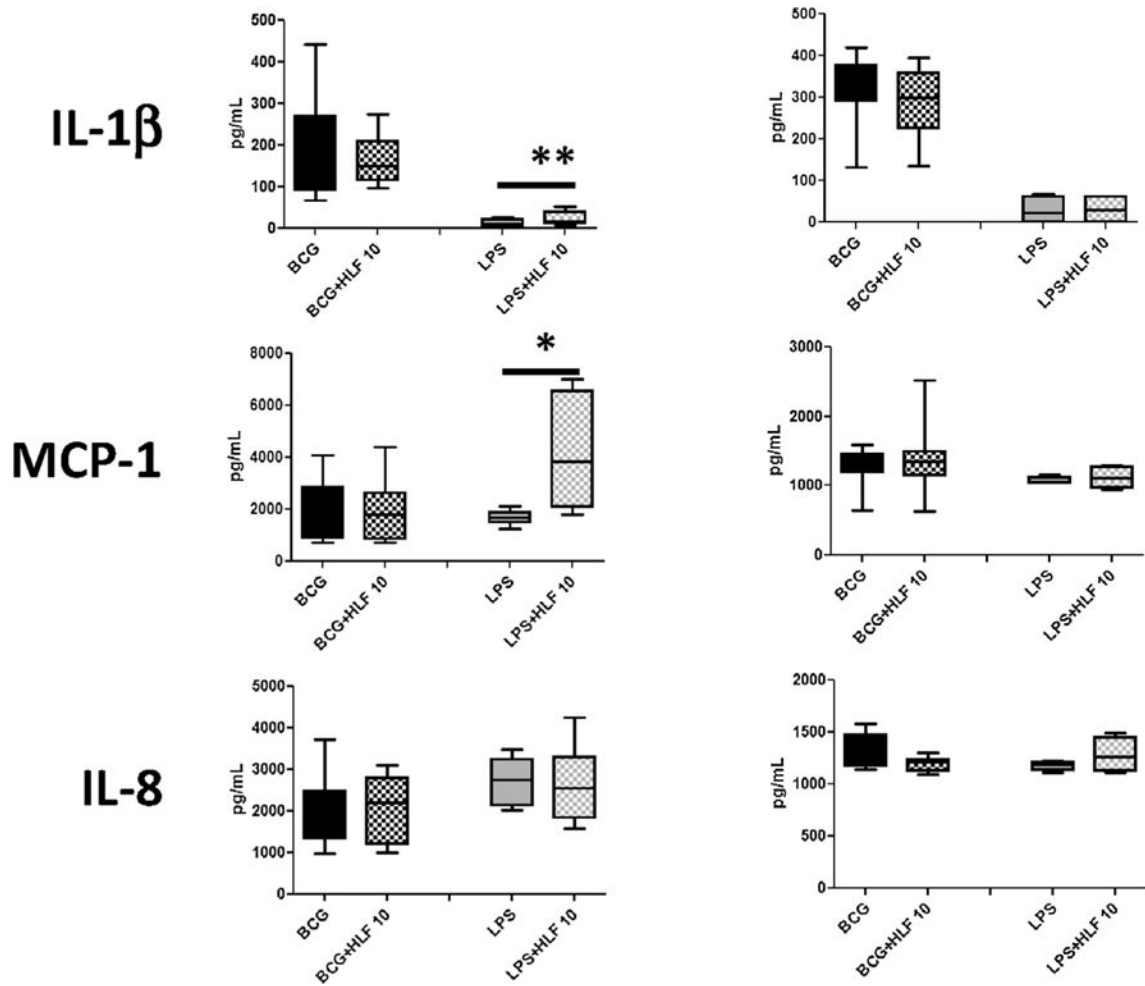 IL-1β
500
400
300
200
100
0
pg/mL
**
BCG
BCG+HLF 10
LPS
LPS+HLF 10
500
400
300
200
100
0
pg/mL
BCG
BCG+HLF 10
LPS
LPS+HLF 10
MCP-1
8000
6000
4000
2000
0
pg/mL
*
BCG
BCG+HLF 10
LPS
LPS+HLF 10
3000
2000
1000
0
pg/mL
BCG
BCG+HLF 10
LPS
LPS+HLF 10
IL-8
5000
4000
3000
2000
1000
0
pg/mL
BCG
BCG+HLF 10
LPS
LPS+HLF 10
2000
1500
1000
500
0
pg/mL
BCG
BCG+HLF 10
LPS
LPS+HLF 10